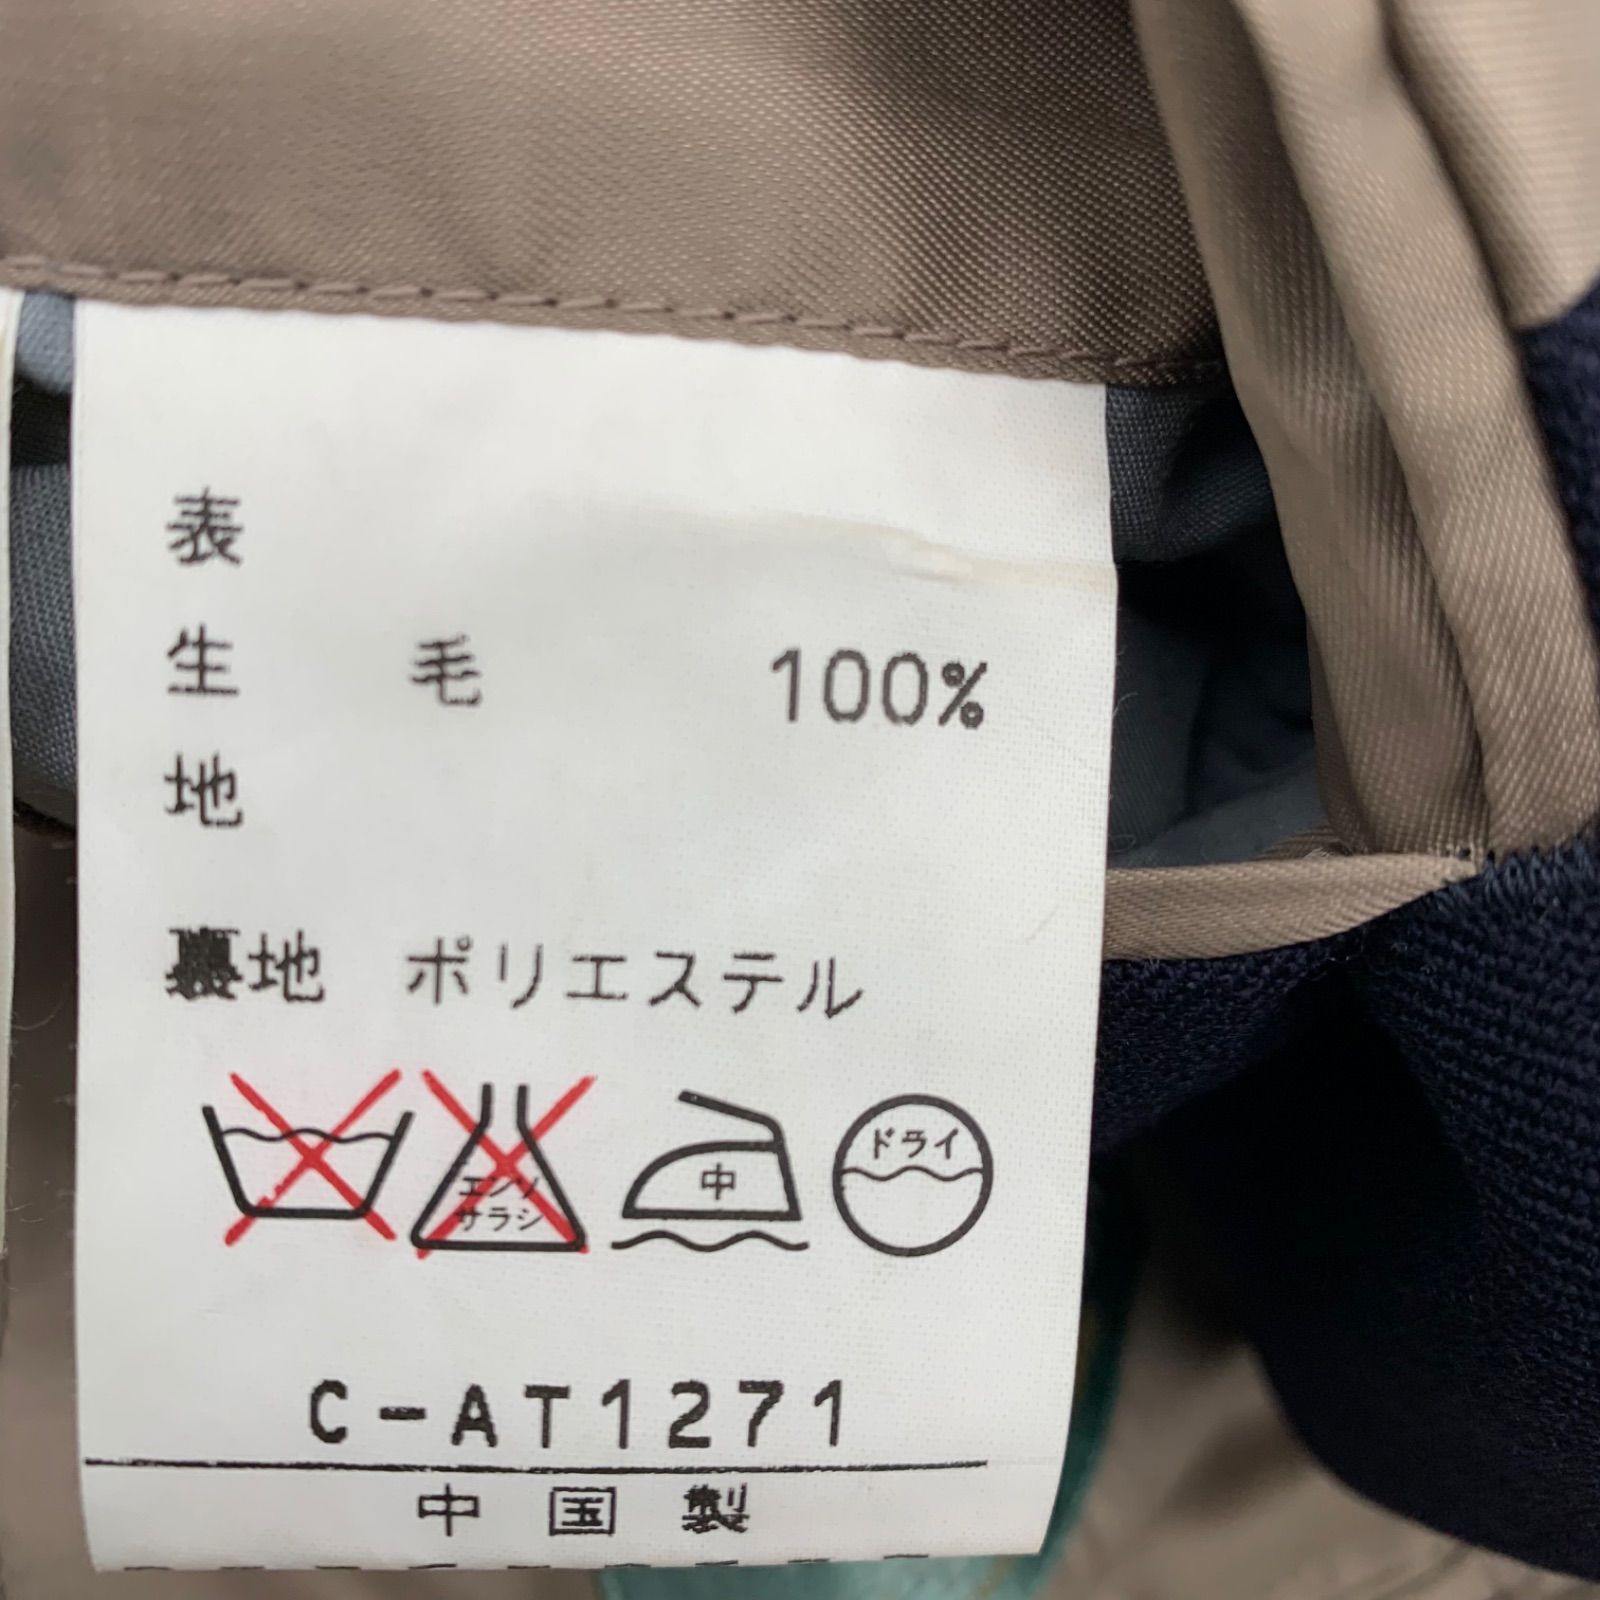 表
生 毛 100%
地
裏地 ポリエステル
エンソ サラシ 中 ドライ
C-AT1271
中国製